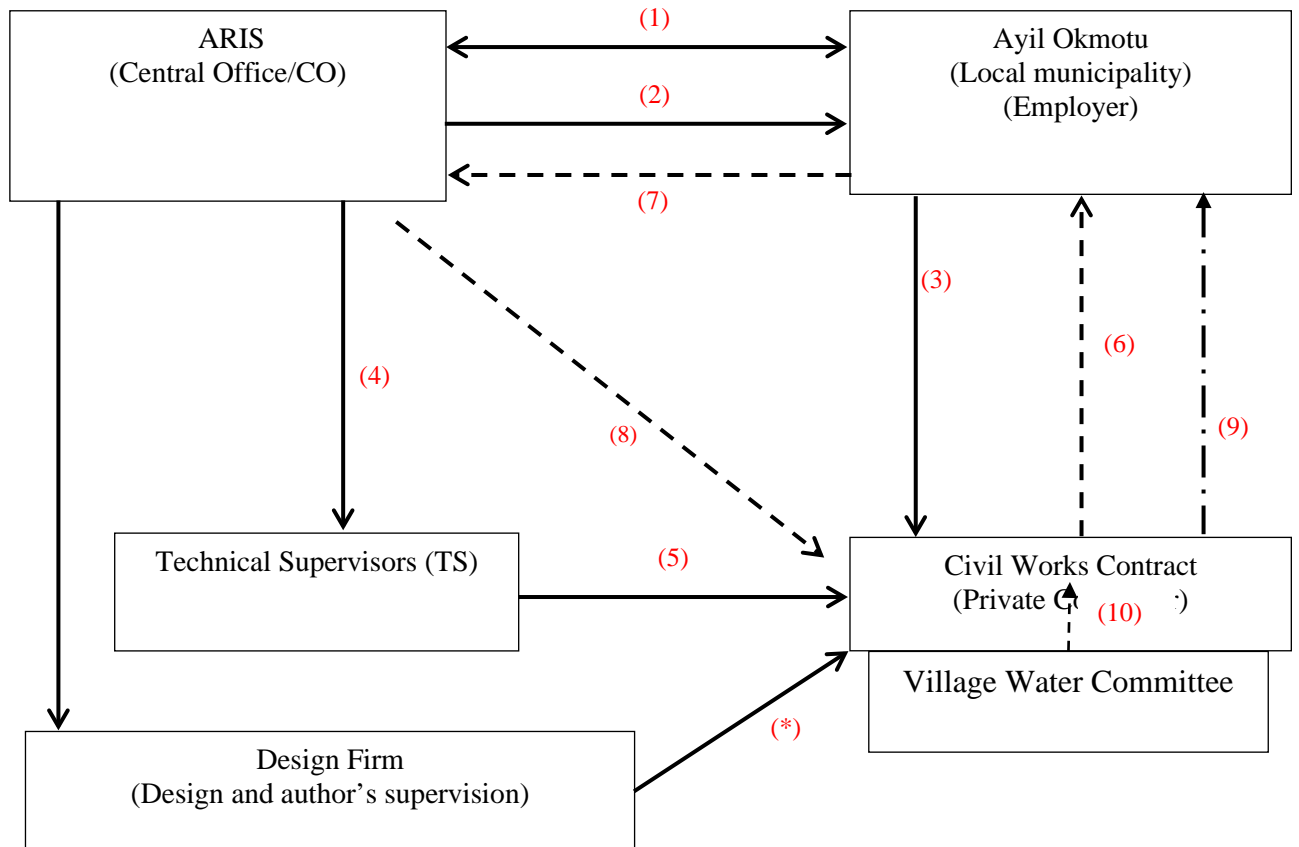 ARIS
(Central Office/CO)
(1)
Ayil Okmotu
(Local municipality)
(Employer)
(2)
(7)
(3)
(4)
(8)
(6)
(9)
Technical Supervisors (TS)
(5)
Civil Works Contract
(Private
(10)
Village Water Committee
(*)
Design Firm
(Design and author’s supervision)